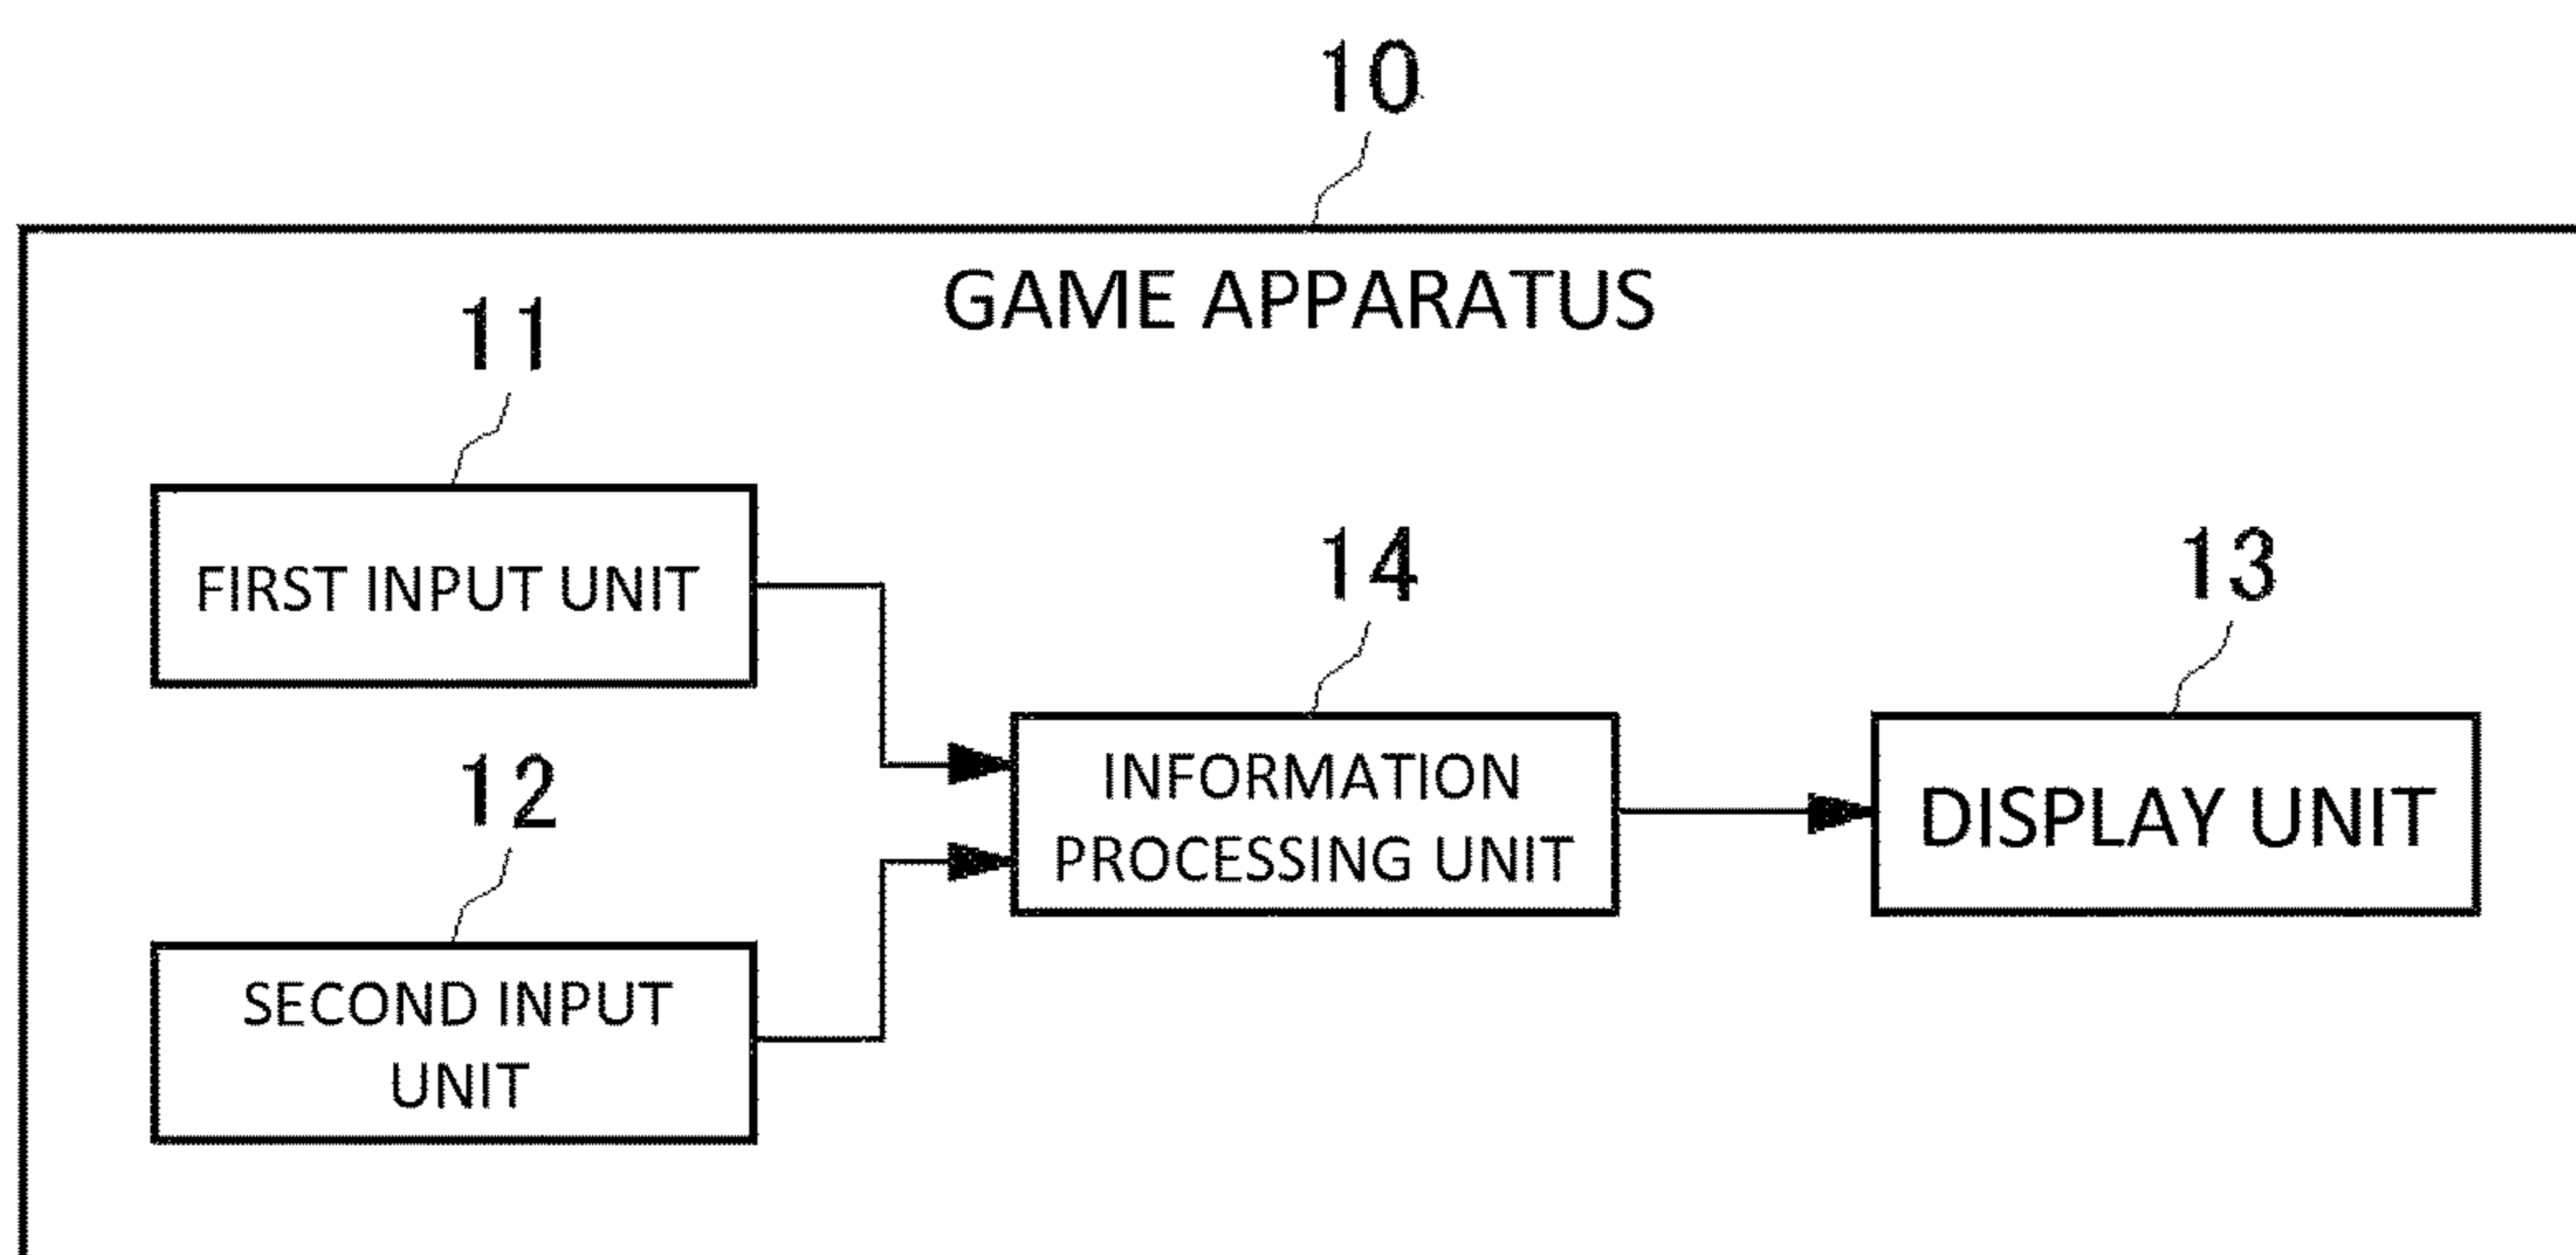 10
GAME APPARATUS
11
FIRST INPUT UNIT
12
SECOND INPUT
UNIT
14
INFORMATION
PROCESSING UNIT
13
DISPLAY UNIT